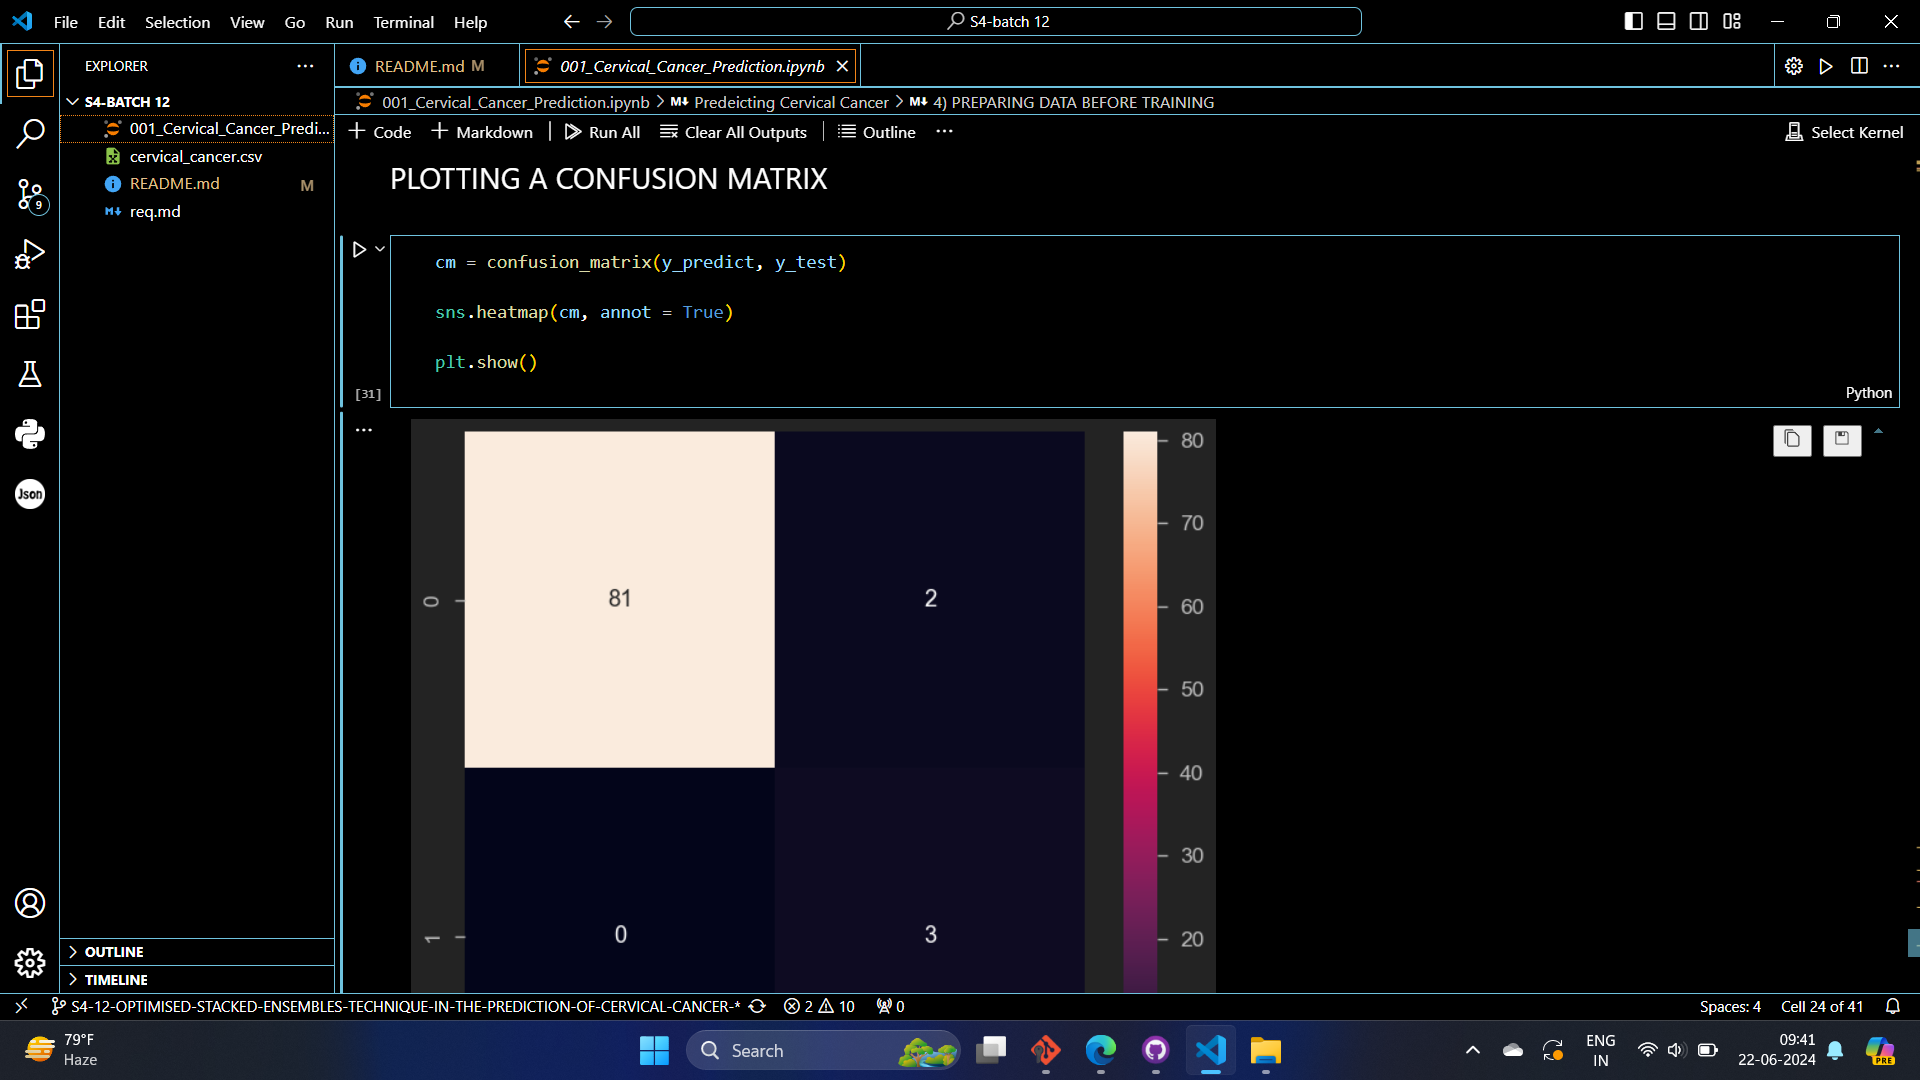 File Edit Selection View Go Run Terminal Help
S4-batch 12
EXPLORER
README.md M
001_Cervical_Cancer_Prediction.ipynb
S4-BATCH 12
001_Cervical_Cancer_Predi...
cervical_cancer.csv
README.md M
req.md
9
Json
001_Cervical_Cancer_Prediction.ipynb > Predeicting Cervical Cancer > 4) PREPARING DATA BEFORE TRAINING
+ Code + Markdown Run All Clear All Outputs Outline ... Select Kernel
PLOTTING A CONFUSION MATRIX
cm = confusion_matrix(y_predict, y_test)
sns.heatmap(cm, annot = True)
plt.show()
[31]
Python
80
70
60
50
40
30
20
0
81 2
1
0 3
OUTLINE
TIMELINE
S4-12-OPTIMISED-STACKED-ENSEMBLES-TECHNIQUE-IN-THE-PREDICTION-OF-CERVICAL-CANCER-* 2 10 0
Spaces: 4 Cell 24 of 41
79°F
Haze
Search
ENG
IN
09:41
22-06-2024
PRE